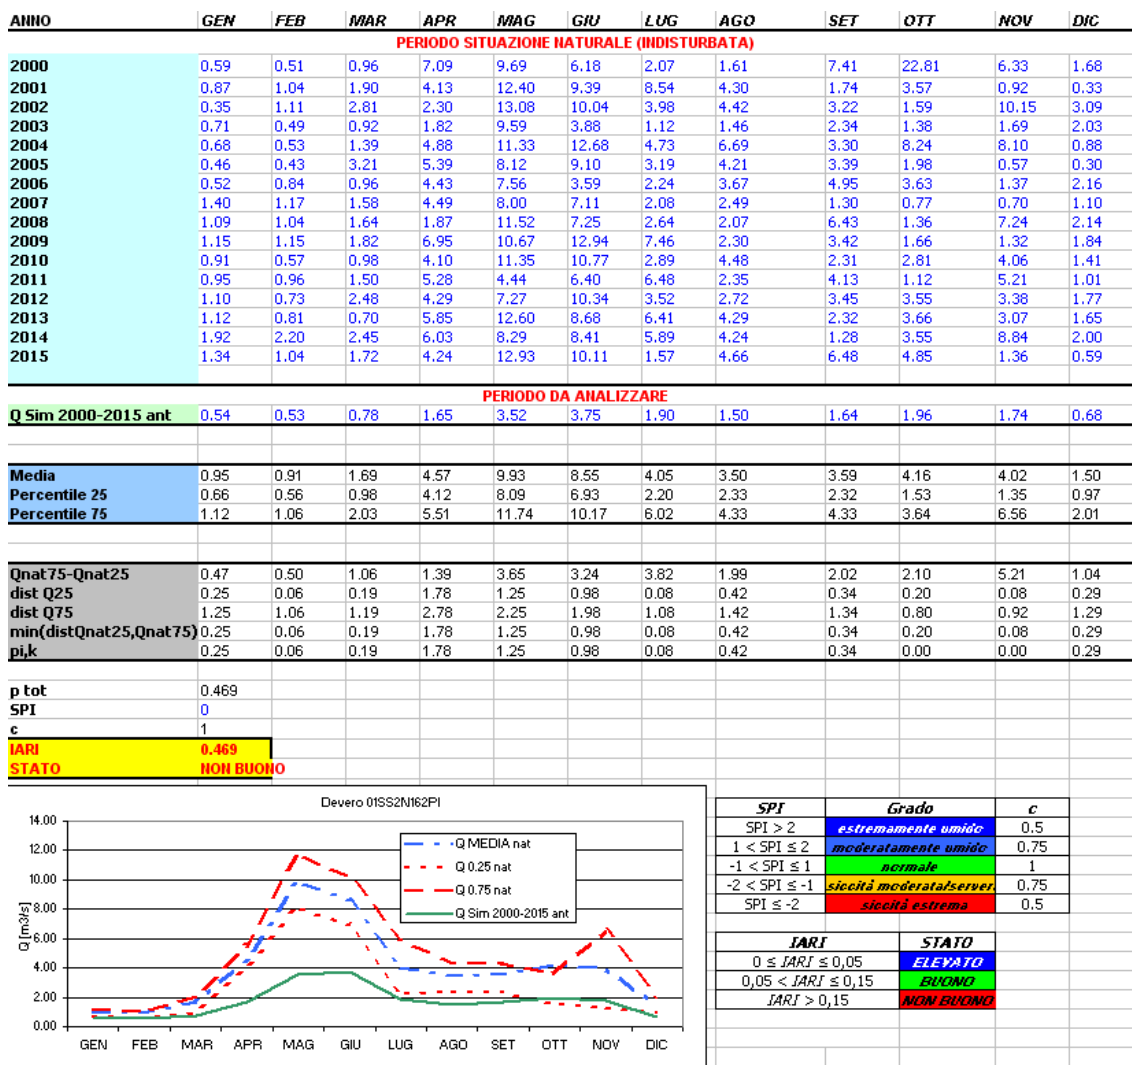 ANNO GEN FEB MAR APR MAG GIU LUG AGO SET OTT NOV DIC
PERIODO SITUAZIONE NATURALE (INDISTURBATA)
2000 0.59 0.51 0.96 7.09 9.69 6.18 2.07 1.61 7.41 22.81 6.33 1.68
2001 0.87 1.04 1.90 4.13 12.40 9.39 8.54 4.30 1.74 3.57 0.92 0.33
2002 0.35 1.11 2.81 2.30 13.08 10.04 3.98 4.42 3.22 1.59 10.15 3.09
2003 0.71 0.49 0.92 1.82 9.59 3.88 1.12 1.46 2.34 1.38 1.69 2.03
2004 0.68 0.53 1.39 4.88 11.33 12.68 4.73 6.69 3.30 8.24 8.10 0.88
2005 0.46 0.43 3.21 5.39 8.12 9.10 3.19 4.21 3.39 1.98 0.57 0.30
2006 0.52 0.84 0.96 4.43 7.56 3.59 2.24 3.67 4.95 3.63 1.37 2.16
2007 1.40 1.17 1.58 4.49 8.00 7.11 2.08 2.49 1.30 0.77 0.70 1.10
2008 1.09 1.04 1.64 1.87 11.52 7.25 2.64 2.07 6.43 1.36 7.24 2.14
2009 1.15 1.15 1.82 6.95 10.67 12.94 7.46 2.30 3.42 1.66 1.32 1.84
2010 0.91 0.57 0.98 4.10 11.35 10.77 2.89 4.48 2.31 2.81 4.06 1.41
2011 0.95 0.96 1.50 5.28 4.44 6.40 6.48 2.35 4.13 1.12 5.21 1.01
2012 1.10 0.73 2.48 4.29 7.27 10.34 3.52 2.72 3.45 3.55 3.38 1.77
2013 1.12 0.81 0.70 5.85 12.60 8.68 6.41 4.29 2.32 3.66 3.07 1.65
2014 1.92 2.20 2.45 6.03 8.29 8.41 5.89 4.24 1.28 3.55 8.84 2.00
2015 1.34 1.04 1.72 4.24 12.93 10.11 1.57 4.66 6.48 4.85 1.36 0.59
PERIODO DA ANALIZZARE
Q Sim 2000-2015 ant 0.54 0.53 0.78 1.65 3.52 3.75 1.90 1.50 1.64 1.96 1.74 0.68
Media 0.95 0.91 1.69 4.57 9.93 8.55 4.05 3.50 3.59 4.16 4.02 1.50
Percentile 25 0.66 0.56 0.98 4.12 8.09 6.93 2.20 2.33 2.32 1.53 1.35 0.97
Percentile 75 1.12 1.06 2.03 5.51 11.74 10.17 6.02 4.33 4.33 3.64 6.56 2.01
Qnat75-Qnat25 0.47 0.50 1.06 1.39 3.65 3.24 3.82 1.99 2.02 2.10 5.21 1.04
dist Q25 0.25 0.06 0.19 1.78 1.25 0.98 0.08 0.42 0.34 0.20 0.08 0.29
dist Q75 1.25 1.06 1.19 2.78 2.25 1.98 1.08 1.42 1.34 0.80 0.92 1.29
min(distQnat25,Qnat75) 0.25 0.06 0.19 1.78 1.25 0.98 0.08 0.42 0.34 0.20 0.08 0.29
pi,k 0.25 0.06 0.19 1.78 1.25 0.98 0.08 0.42 0.34 0.00 0.00 0.29
p tot 0.469
SPI 0
c 1
IARI 0.469
STATO NON BUONO
Devero 01SS2N162PI
14.00
12.00
10.00
8.00
6.00
4.00
2.00
0.00
Q [m3/s]
Q MEDIA nat
Q 0.25 nat
Q 0.75 nat
Q Sim 2000-2015 ant
GEN FEB MAR APR MAG GIU LUG AGO SET OTT NOV DIC
SPI Grado c
SPI > 2 estremamente umido 0.5
1 < SPI ≤ 2 moderatamente umido 0.75
-1 < SPI ≤ 1 normale 1
-2 < SPI ≤ -1 siccità moderata/server 0.75
SPI ≤ -2 siccità estrema 0.5
IARI STATO
0 ≤ IARI ≤ 0,05 ELEVATO
0,05 < IARI ≤ 0,15 BUONO
IARI > 0,15 NON BUONO